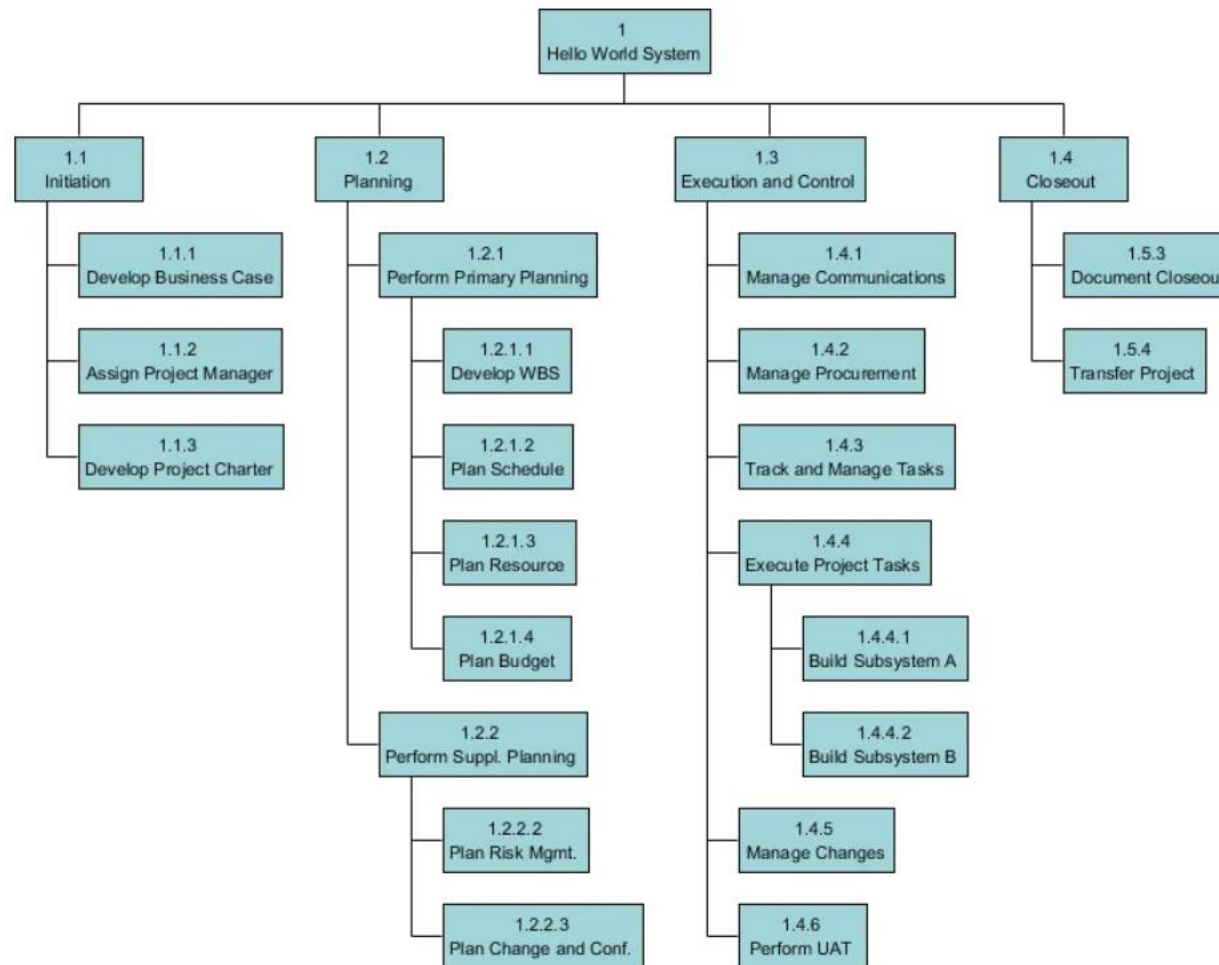 1
Hello World System
1.1
Initiation
1.1.1
Develop Business Case
1.1.2
Assign Project Manager
1.1.3
Develop Project Charter
1.2
Planning
1.2.1
Perform Primary Planning
1.2.1.1
Develop WBS
1.2.1.2
Plan Schedule
1.2.1.3
Plan Resource
1.2.1.4
Plan Budget
1.2.2
Perform Suppl. Planning
1.2.2.2
Plan Risk Mgmt.
1.2.2.3
Plan Change and Conf.
1.3
Execution and Control
1.4.1
Manage Communications
1.4.2
Manage Procurement
1.4.3
Track and Manage Tasks
1.4.4
Execute Project Tasks
1.4.4.1
Build Subsystem A
1.4.4.2
Build Subsystem B
1.4.5
Manage Changes
1.4.6
Perform UAT
1.4
Closeout
1.5.3
Document Closeout
1.5.4
Transfer Project